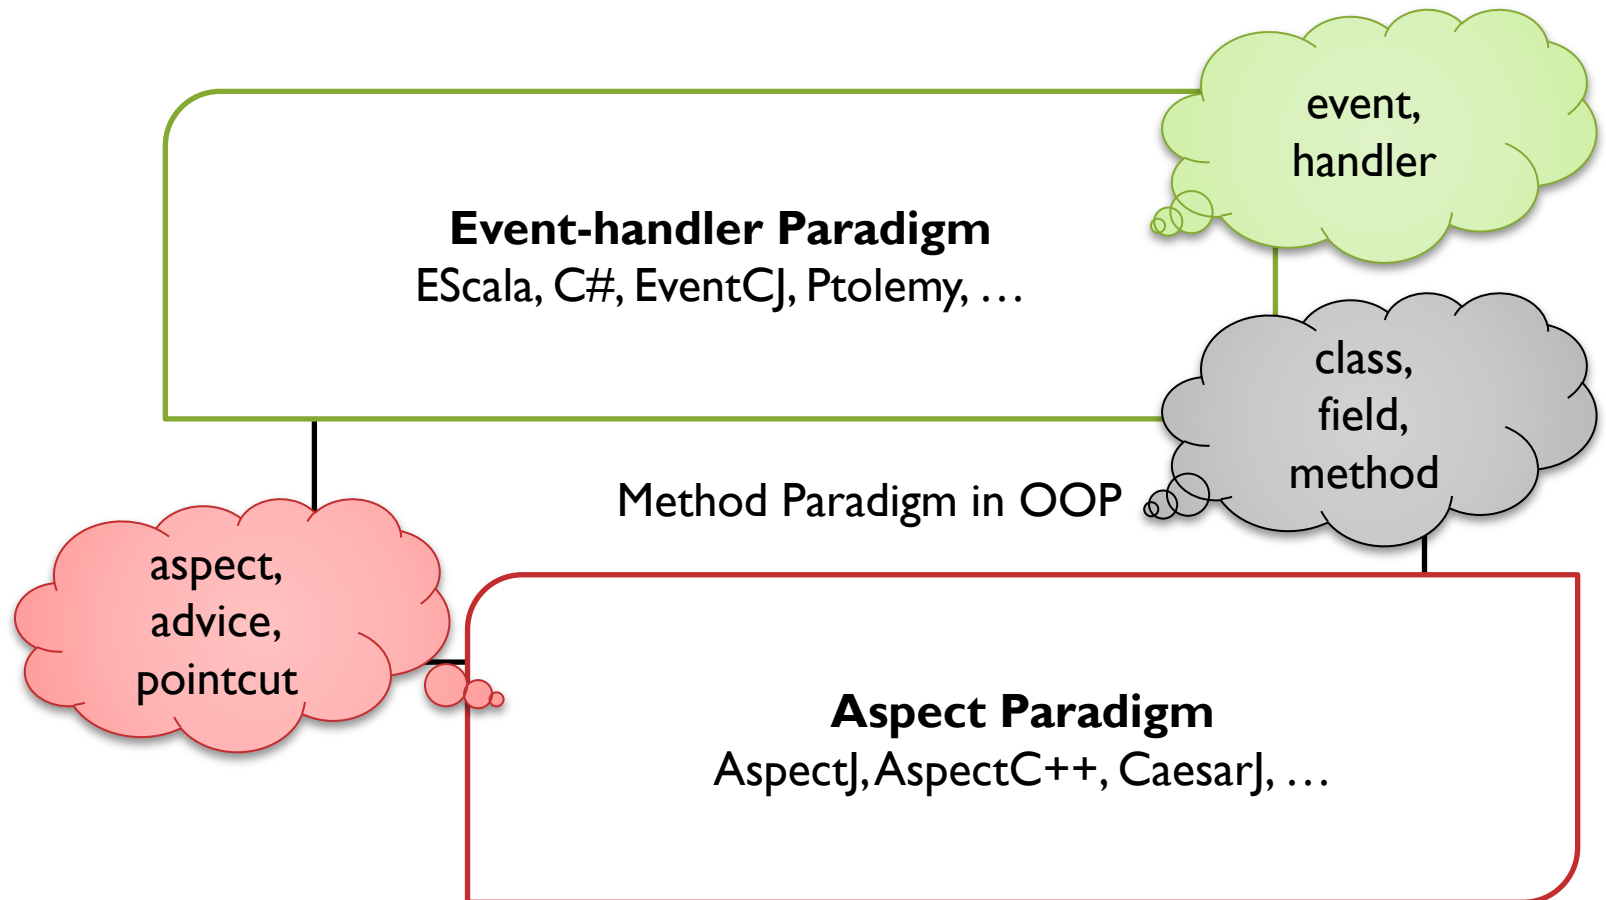 event,
handler
Event-handler Paradigm
EScala, C#, EventCJ, Ptolemy, …
class,
field,
method
Method Paradigm in OOP
aspect,
advice,
pointcut
Aspect Paradigm
AspectJ, AspectC++, CaesarJ, …